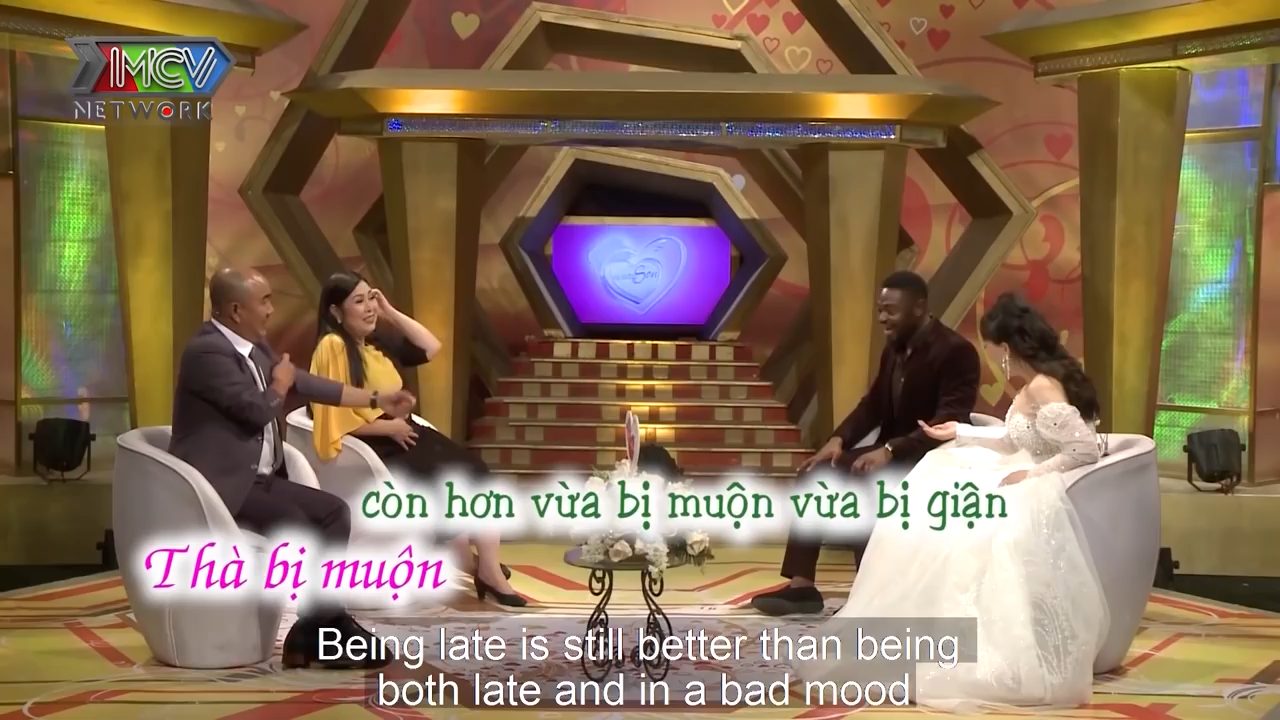 MCV
NETWORK
Thà bị muộn
còn hơn vừa bị muộn vừa bị giận
Being late is still better than being
both late and in a bad mood